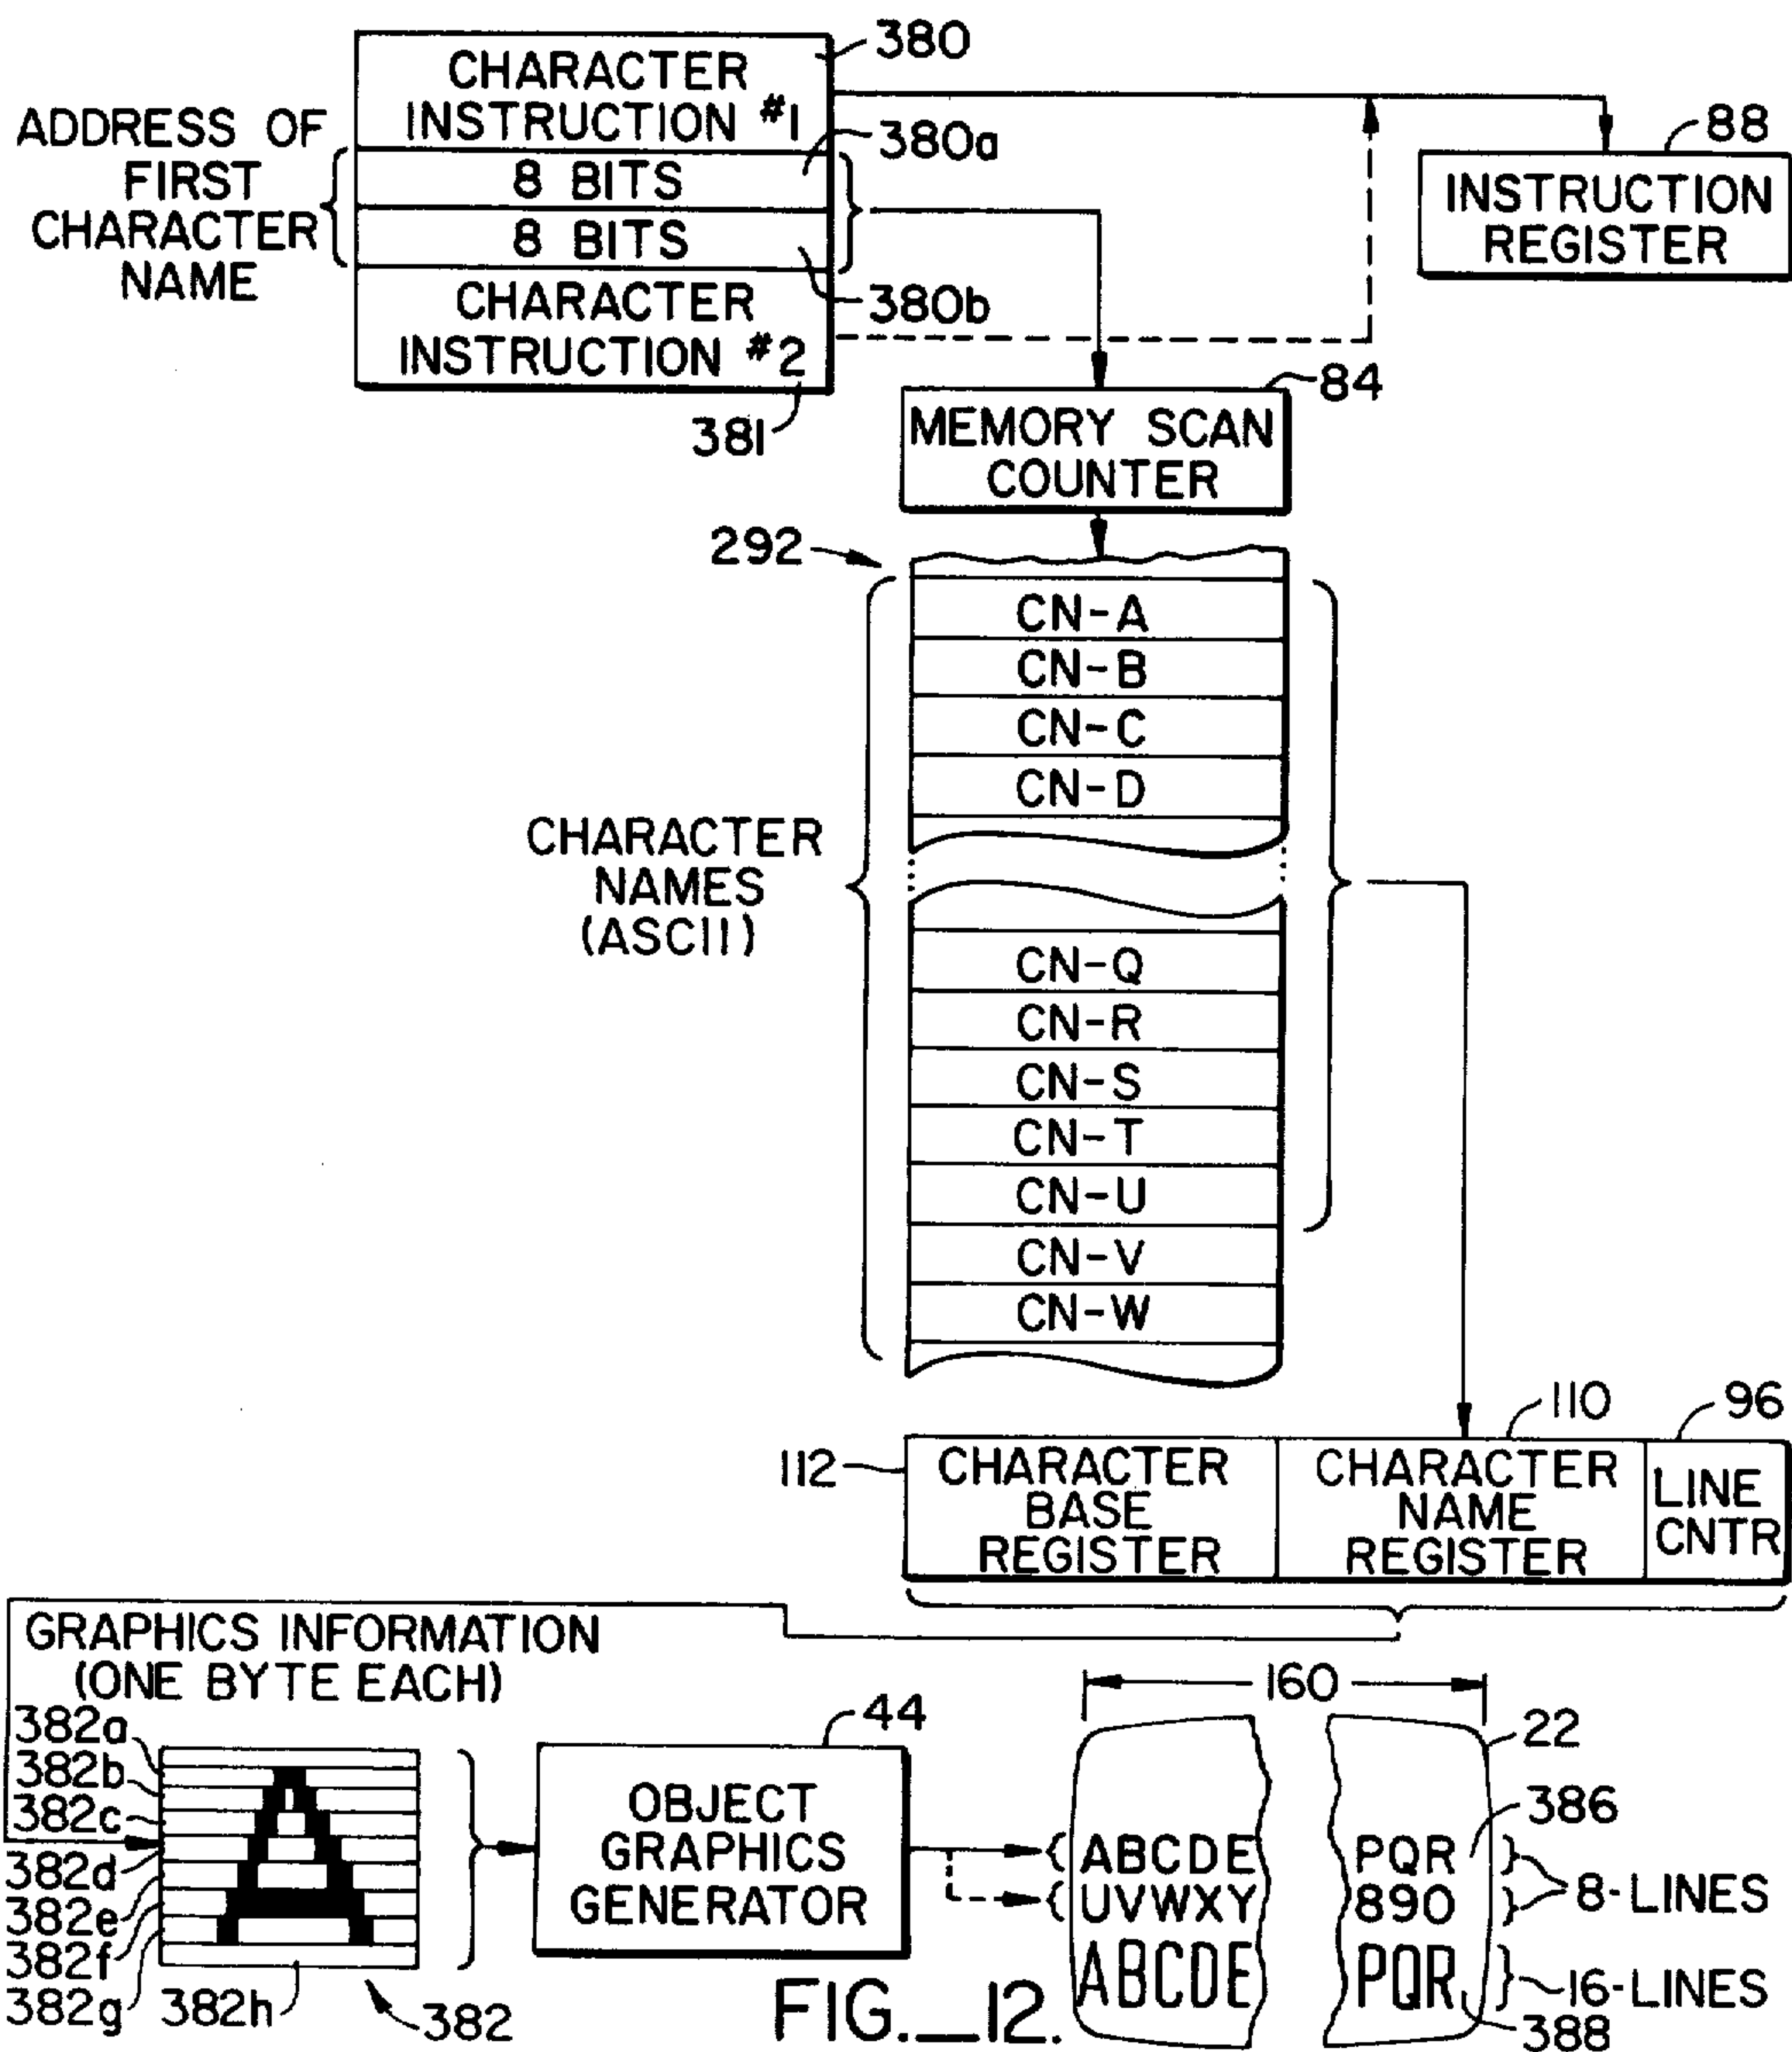 380
CHARACTER
INSTRUCTION #1
ADDRESS OF
FIRST
CHARACTER
NAME
380a
8 BITS
8 BITS
380b
CHARACTER
INSTRUCTION #2
381
88
INSTRUCTION
REGISTER
84
MEMORY SCAN
COUNTER
292
CN-A
CN-B
CN-C
CN-D
CHARACTER
NAMES
(ASCII)
CN-Q
CN-R
CN-S
CN-T
CN-U
CN-V
CN-W
110
96
112
CHARACTER
BASE
REGISTER
CHARACTER
NAME
REGISTER
LINE
CNTR
GRAPHICS INFORMATION
(ONE BYTE EACH)
382a
382b
382c
382d
382e
382f
382g
382h
382
44
OBJECT
GRAPHICS
GENERATOR
160
22
386
ABCDE
PQR
UVWXY
890
8-LINES
ABCDE
PQR
16-LINES
388
FIG._12.